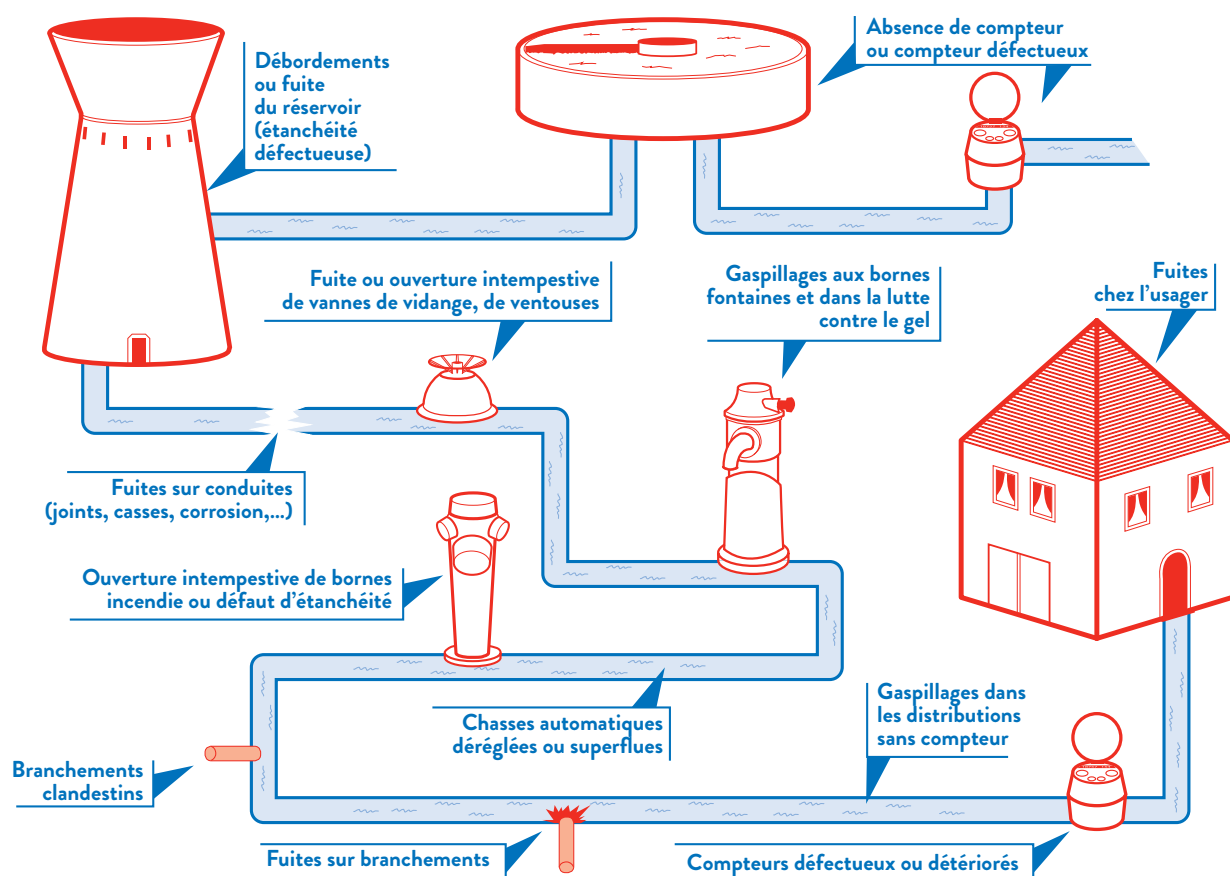 Absence de compteur
ou compteur défectueux
Débordements
ou fuite
du réservoir
(étanchéité
défectueuse)
Fuite ou ouverture intempestive
de vannes de vidange, de ventouses
Gaspillages aux bornes
fontaines et dans la lutte
contre le gel
Fuites
chez l’usager
Fuites sur conduites
(joints, casses, corrosion,...)
Ouverture intempestive de bornes
incendie ou défaut d’étanchéité
Chasses automatiques
déréglées ou superflues
Gaspillages dans
les distributions
sans compteur
Branchements
clandestins
Fuites sur branchements
Compteurs défectueux ou détériorés